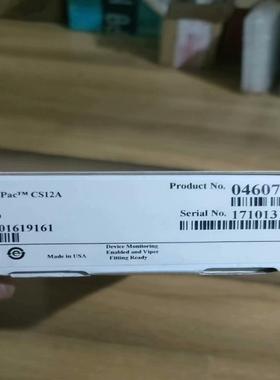 Pac™ CS12A
Product No. 04607
01619161
Serial No. 171013
Made in USA
Device Monitoring
Enabled and Viper
Fitting Ready